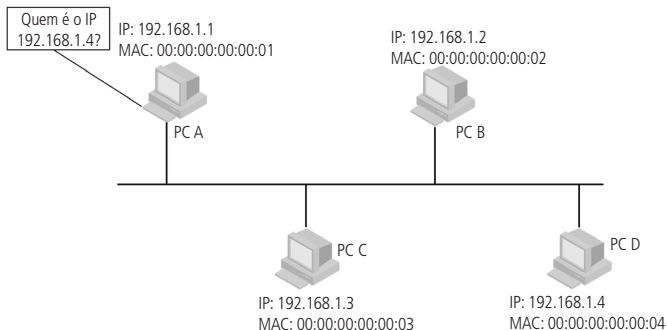 Quem é o IP
192.168.1.4?
IP: 192.168.1.1
MAC: 00:00:00:00:00:01
PC A
IP: 192.168.1.2
MAC: 00:00:00:00:00:02
PC B
PC C
IP: 192.168.1.3
MAC: 00:00:00:00:00:03
PC D
IP: 192.168.1.4
MAC: 00:00:00:00:00:04